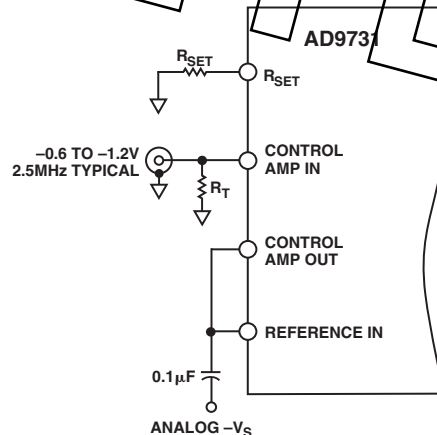 AD9731
RSET
RSET
–0.6 TO –1.2V
2.5MHz TYPICAL
CONTROL
AMP IN
RT
CONTROL
AMP OUT
REFERENCE IN
0.1μF
ANALOG –VS